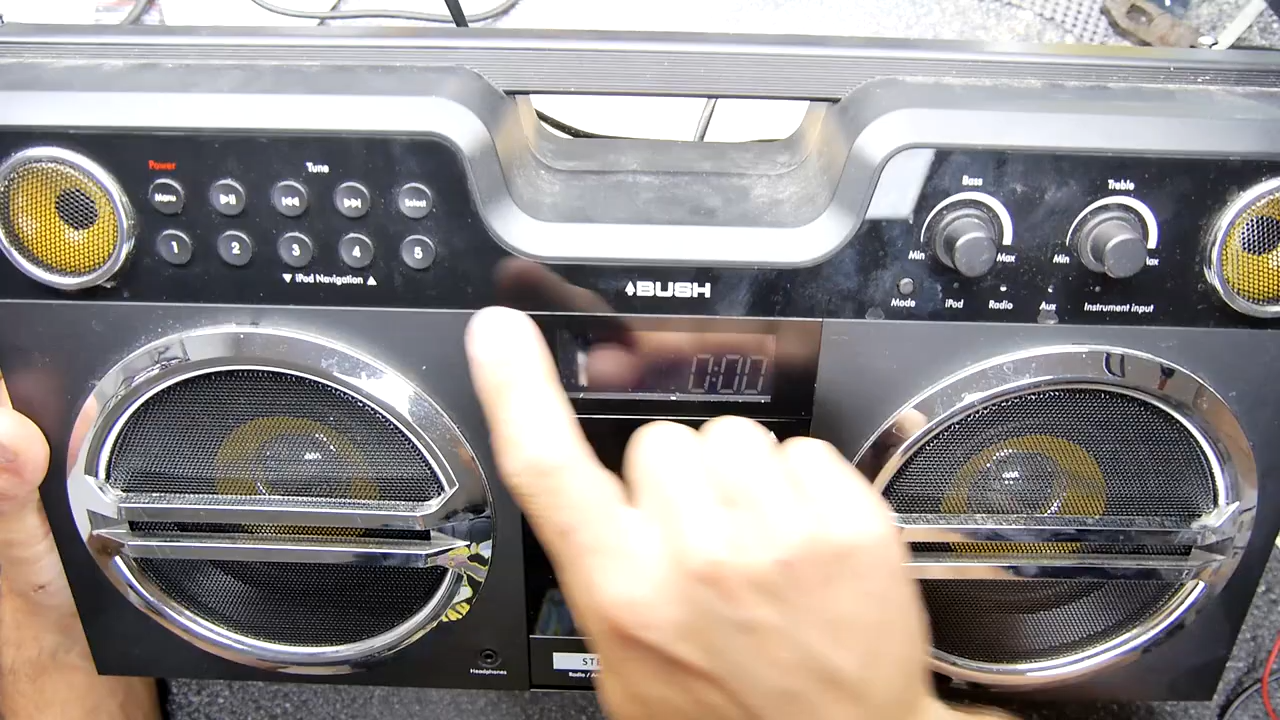 Power
Tune
Menu
Select
1 2 3 4 5
iPod Navigation
BUSH
0:00
Bass
Min
Max
Treble
Min
Mode
iPod
Radio
Aux
Instrument input
Headphones